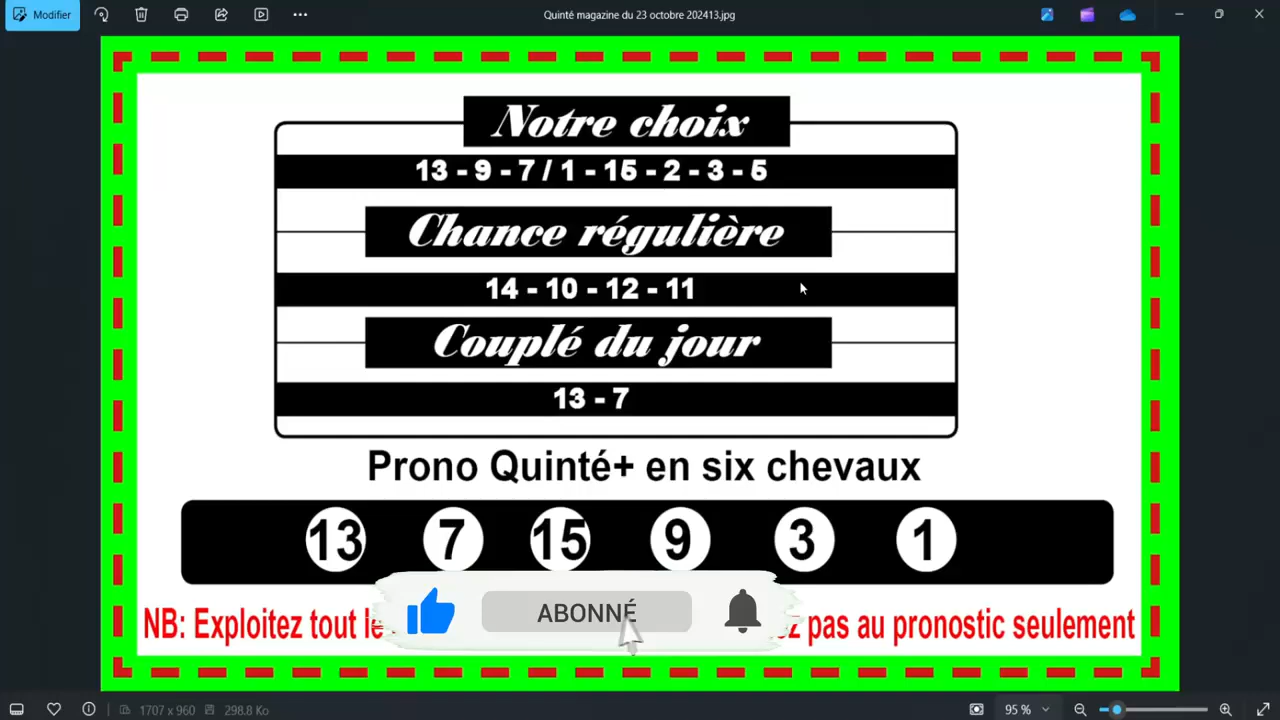 Modifier
Quinté magazine du 23 octobre 202413.jpg
Notre choix
13 - 9 - 7 / 1 - 15 - 2 - 3 - 5
Chance régulière
14 - 10 - 12 - 11
Couplé du jour
13 - 7
Prono Quinté+ en six chevaux
13 7 15 9 3 1
NB: Exploitez tout pas au pronostic seulement
ABONNÉ
1707 x 960 298.8 Ko 95 %